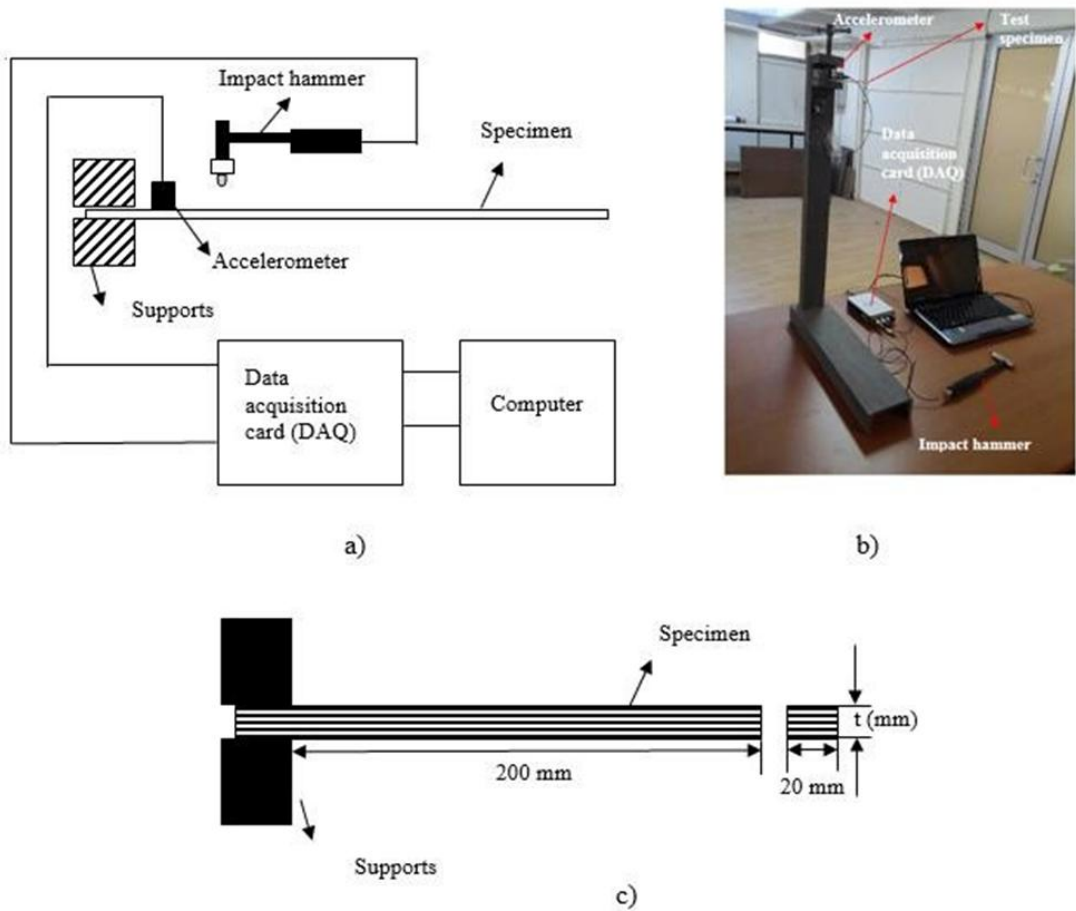 Impact hammer
Specimen
Accelerometer
Supports
Data
acquisition
card (DAQ)
Computer
a)
Accelerometer
Test
specimen
Data
acquisition
card (DAQ)
Impact hammer
b)
Specimen
t (mm)
200 mm
20 mm
Supports
c)